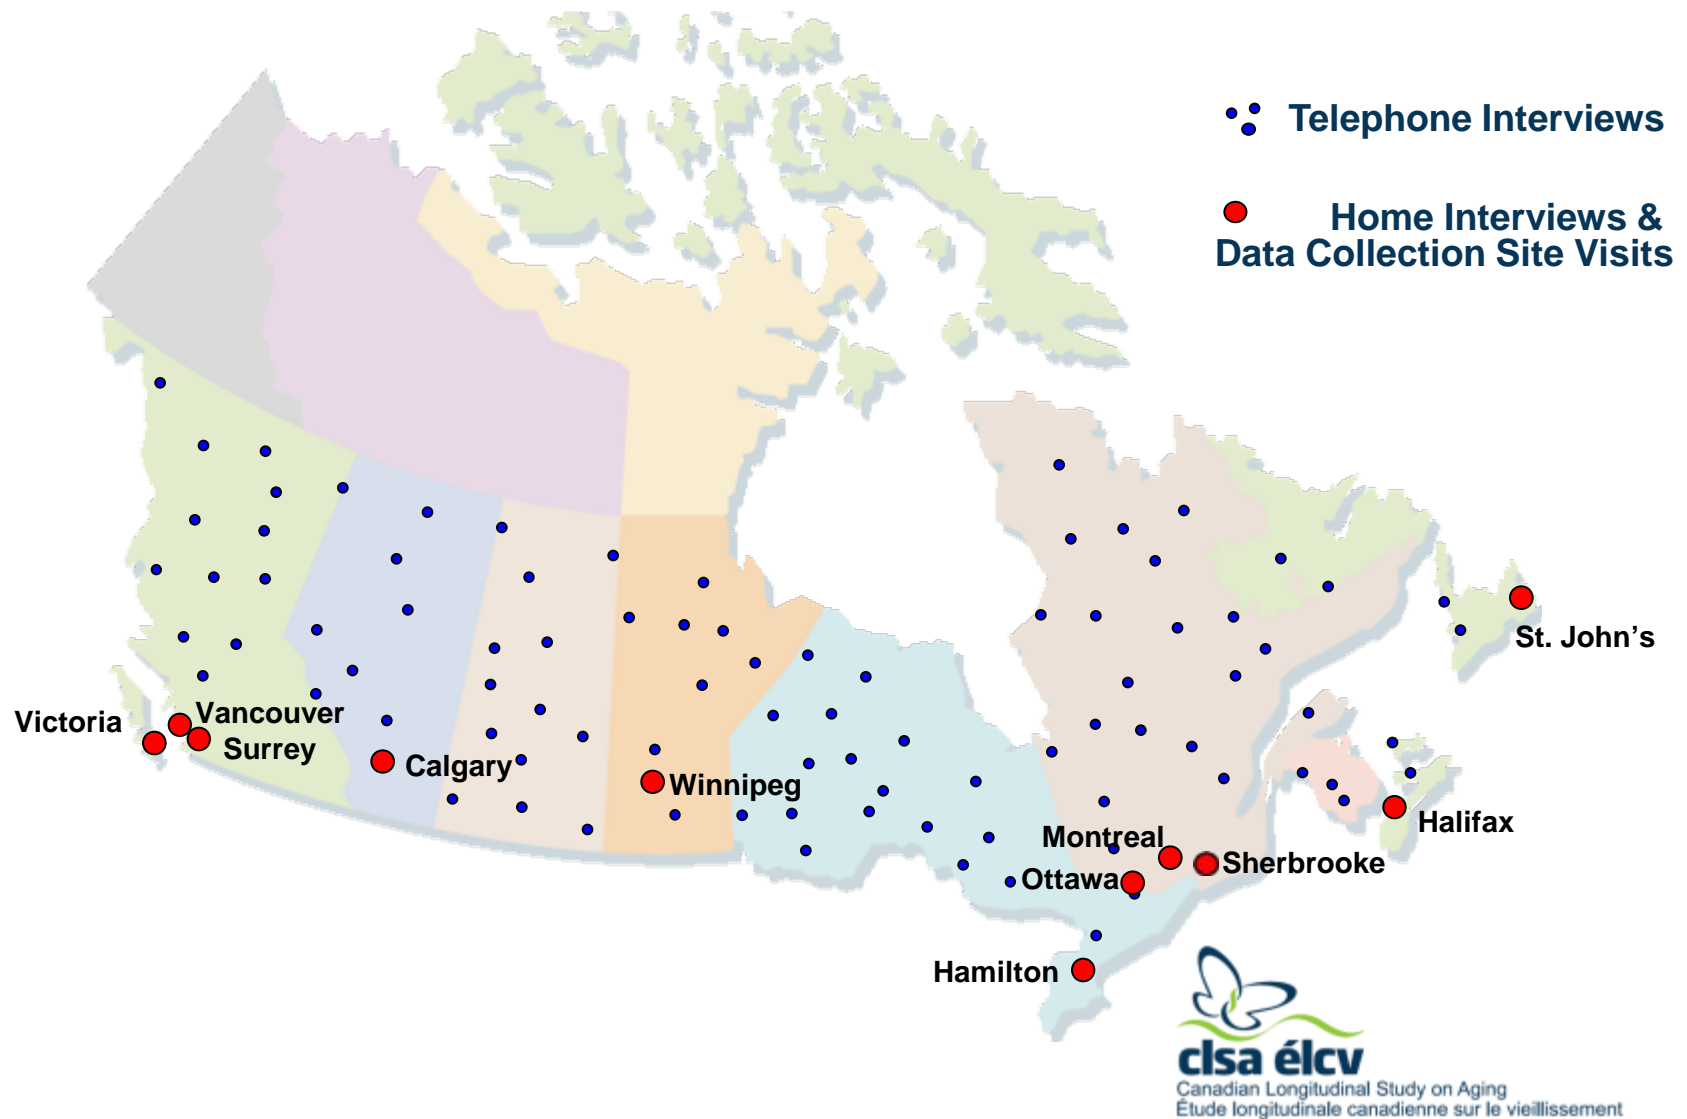 Telephone Interviews
Home Interviews &
Data Collection Site Visits
St. John's
Victoria
Vancouver
Surrey
Calgary
Winnipeg
Halifax
Montreal
Sherbrooke
Ottawa
Hamilton
clsa élcv
Canadian Longitudinal Study on Aging
Étude longitudinale canadienne sur le vieillissement